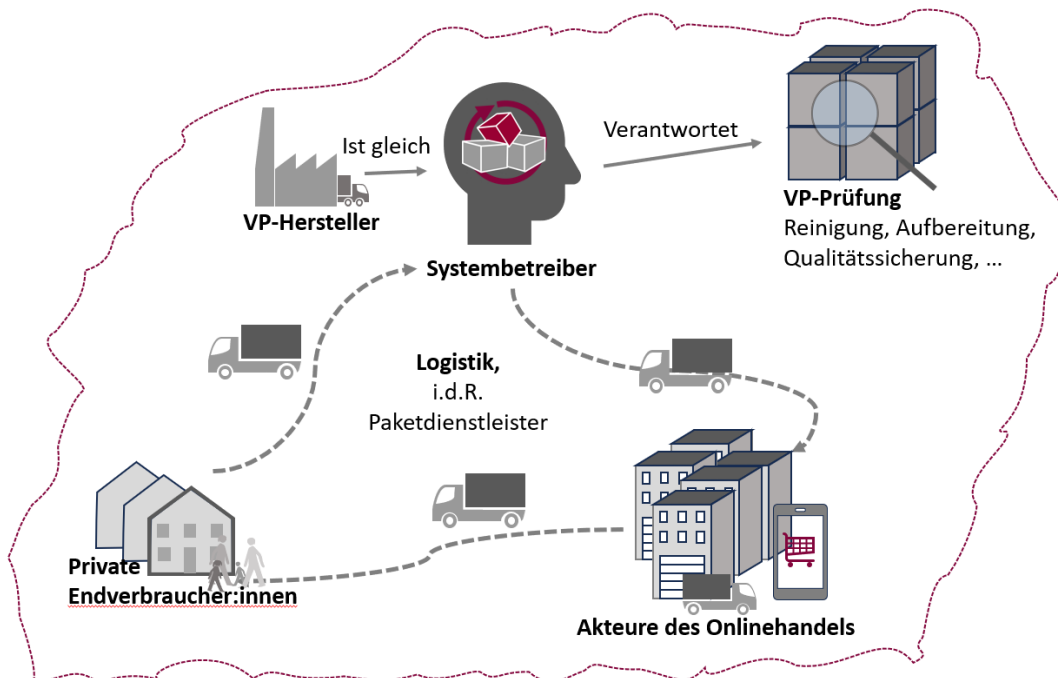 Ist gleich
Verantwortet
VP-Hersteller
VP-Prüfung
Reinigung, Aufbereitung,
Qualitätssicherung, ...
Systembetreiber
Logistik,
i.d.R.
Paketdienstleister
Private
Endverbraucher:innen
Akteure des Onlinehandels